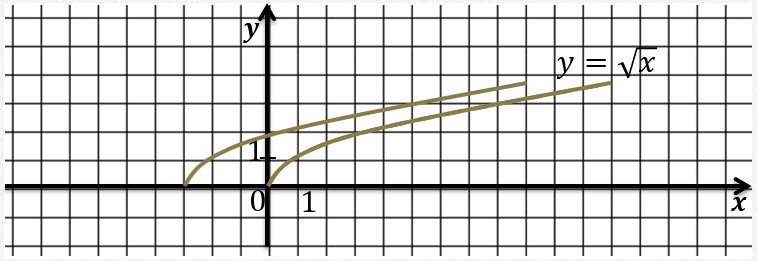 y
y = √x
1
0
1
x